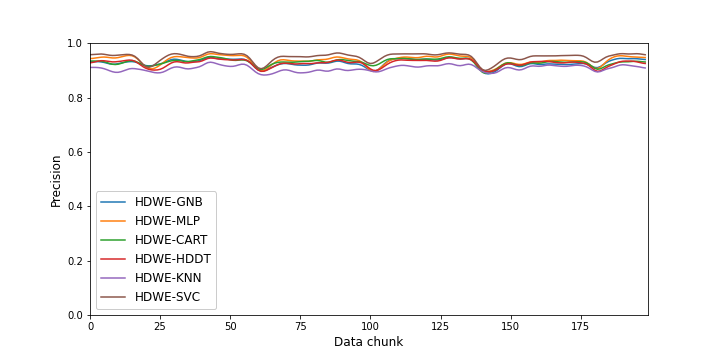 1.0
0.8
0.6
0.4
0.2
0.0
Precision
HDWE-GNB
HDWE-MLP
HDWE-CART
HDWE-HDDT
HDWE-KNN
HDWE-SVC
0 25 50 75 100 125 150 175
Data chunk